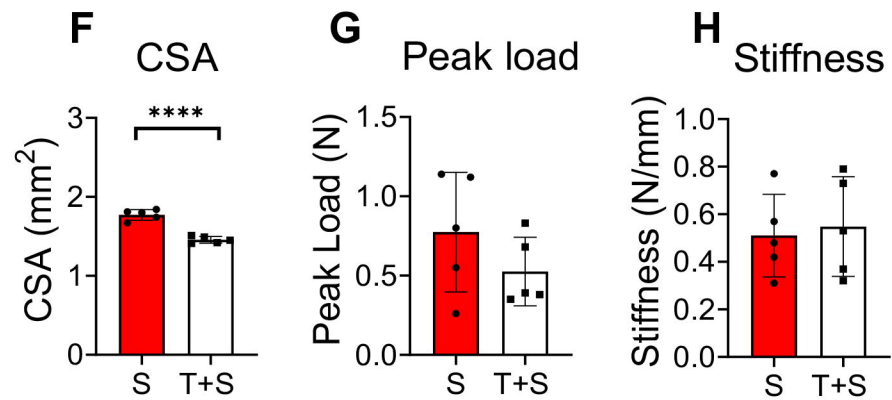 F
CSA
****
CSA (mm²)
3
2
1
0
S
T+S
G
Peak load
Peak Load (N)
1.5
1.0
0.5
0.0
S
T+S
H
Stiffness
Stiffness (N/mm)
1.0
0.8
0.6
0.4
0.2
0.0
S
T+S